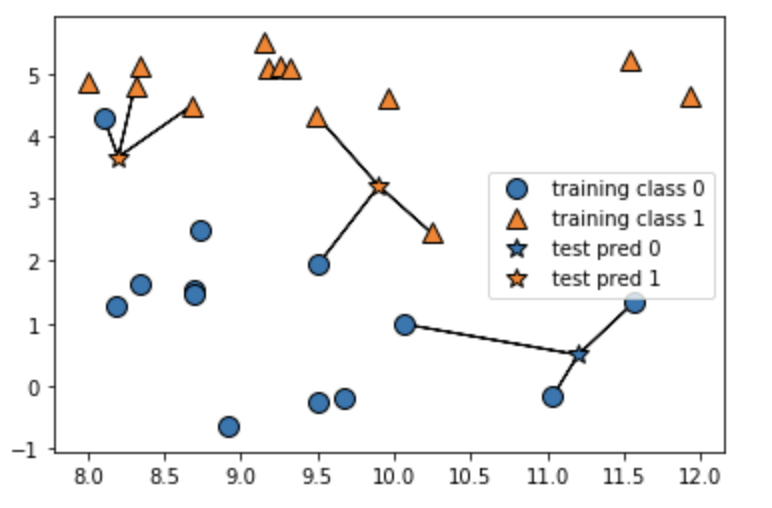 5
4
3
2
1
0
−1
training class 0
training class 1
test pred 0
test pred 1
8.0 8.5 9.0 9.5 10.0 10.5 11.0 11.5 12.0